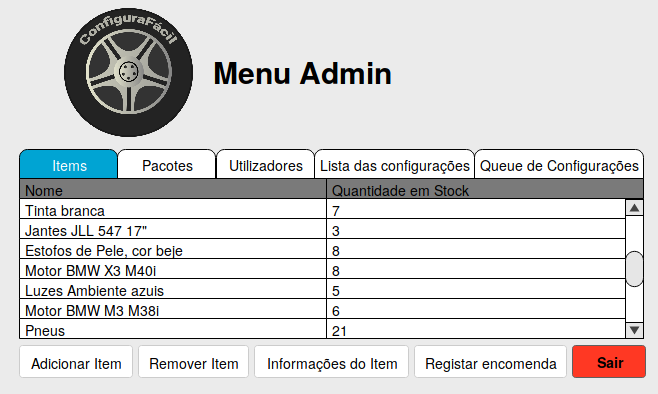 ConfiguraFácil
Menu Admin
Items Pacotes Utilizadores Lista das configurações Queue de Configurações
Nome Quantidade em Stock
Tinta branca 7
Jantes JLL 547 17"
3
Estofos de Pele, cor beje 8
Motor BMW X3 M40i 8
Luzes Ambiente azuis 5
Motor BMW M3 M38i 6
Pneus 21
Adicionar Item Remover Item Informações do Item Registar encomenda Sair